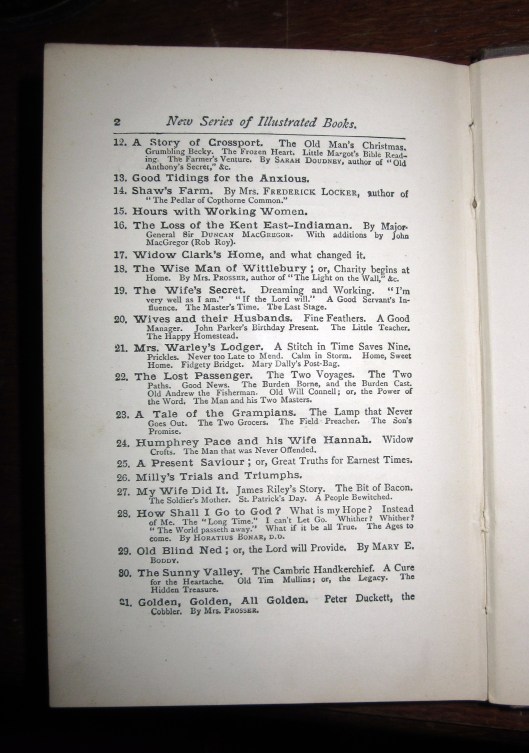 2 New Series of Illustrated Books.
12. A Story of Crossport. The Old Man's Christmas.
Grumbling Becky. The Frozen Heart. Little Margot's Bible Read-
ing. The Farmer's Venture. By SARAH DOUDNEY, author of "Old
Anthony's Secret," &c.
13. Good Tidings for the Anxious.
14. Shaw's Farm. By Mrs. FREDERICK LOCKER, author of
"The Pedlar of Copthorne Common."
15. Hours with Working Women.
16. The Loss of the Kent East-Indiaman. By Major-
General Sir DUNCAN MACGREGOR. With additions by John
MacGregor (Rob Roy).
17. Widow Clark's Home, and what changed it.
18. The Wise Man of Wittlebury; or, Charity begins at
Home. By Mrs. PROSSER, author of "The Light on the Wall," &c.
19. The Wife's Secret. Dreaming and Working. "I'm
very well as I am." "If the Lord will." A Good Servant's In-
fluence. The Master's Time. The Last Stage.
20. Wives and their Husbands. Fine Feathers. A Good
Manager. John Parker's Birthday Present. The Little Teacher.
The Happy Homestead.
21. Mrs. Warley's Lodger. A Stitch in Time Saves Nine.
Prickles. Never too Late to Mend. Calm in Storm. Home, Sweet
Home. Fidgety Bridget. Mary Dally's Post-Bag.
22. The Lost Passenger. The Two Voyages. The Two
Paths. Good News. The Burden Borne, and the Burden Cast.
Old Andrew the Fisherman. Old Will Connell; or, the Power of
the Word. The Man and his Two Masters.
23. A Tale of the Grampians. The Lamp that Never
Goes Out. The Two Grocers. The Field Preacher. The Son's
Promise.
24. Humphrey Pace and his Wife Hannah. Widow
Crofts. The Man that was Never Offended.
25. A Present Saviour; or, Great Truths for Earnest Times.
26. Milly's Trials and Triumphs.
27. My Wife Did It. James Riley's Story. The Bit of Bacon.
The Soldier's Mother. St. Patrick's Day. A People Bewitched.
28. How Shall I Go to God? What is my Hope? Instead
of Me. The "Long Time." I can't Let Go. Whither? Whither?
"The World passeth away." What if it be all True. The Ages to
come. By HORATIUS BONAR, D.D.
29. Old Blind Ned; or, the Lord will Provide. By MARY E.
BODDY.
30. The Sunny Valley. The Cambric Handkerchief. A Cure
for the Heartache. Old Tim Mullins; or, the Legacy. The
Hidden Treasure.
31. Golden, Golden, All Golden. Peter Duckett, the
Cobbler. By Mrs. PROSSER.